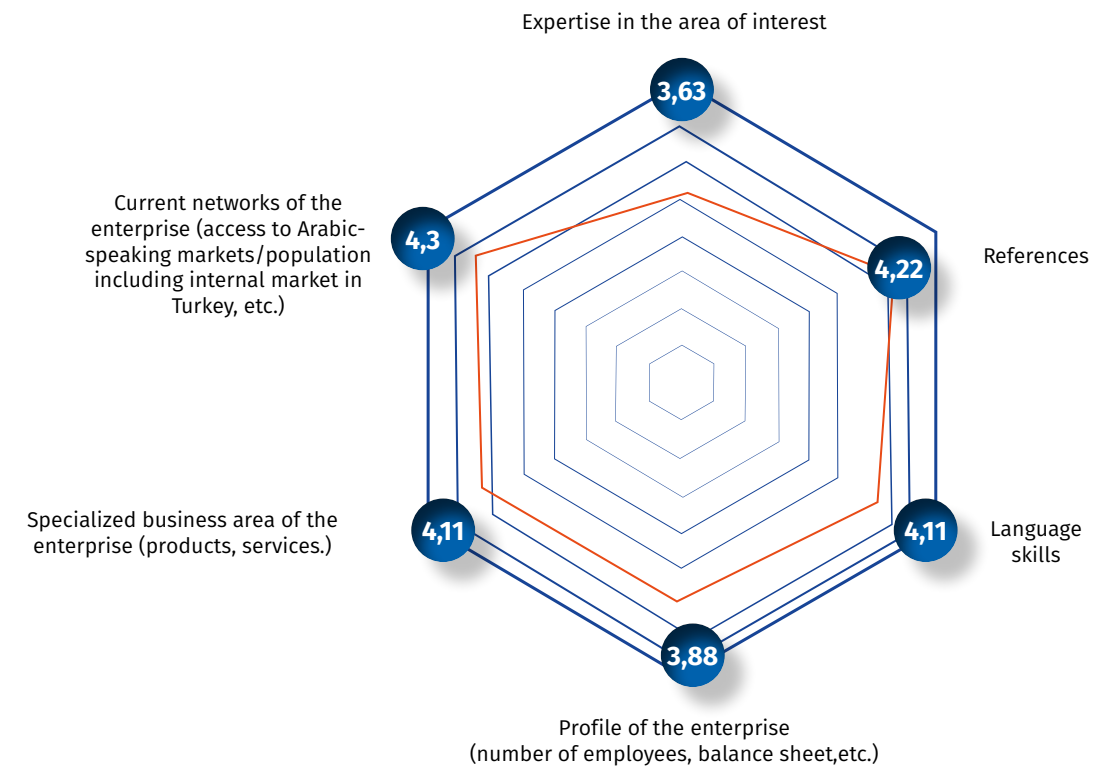 Expertise in the area of interest
3,63
Current networks of the
enterprise (access to Arabic-
speaking markets/population
including internal market in
Turkey, etc.)
4,3
4,22
References
Specialized business area of the
enterprise (products, services.)
4,11
4,11
Language
skills
3,88
Profile of the enterprise
(number of employees, balance sheet,etc.)